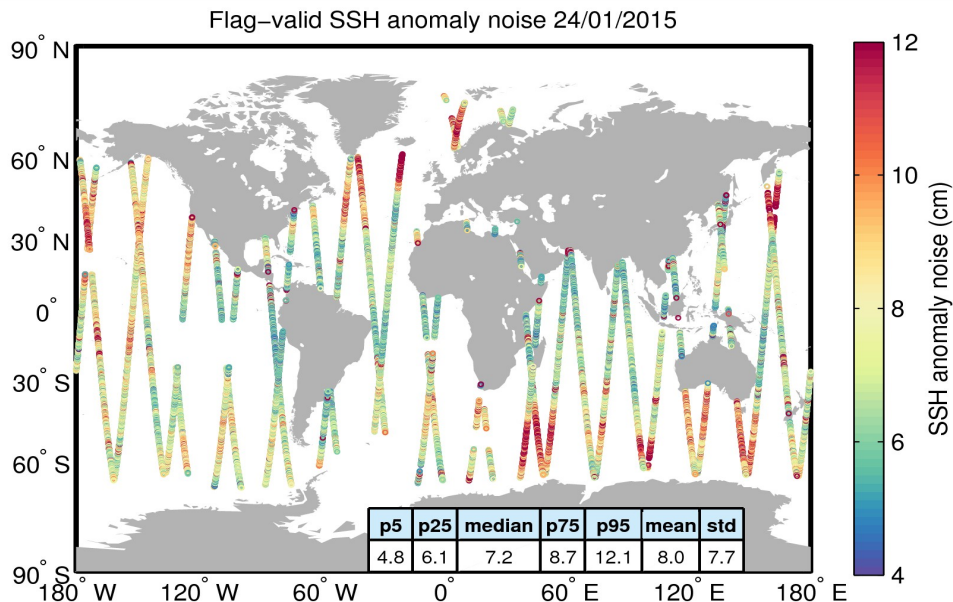 Flag−valid SSH anomaly noise 24/01/2015
90° N
60° N
30° N
0°
30° S
60° S
90° S
180° W
120° W
60° W
0°
60° E
120° E
180° E
p5 p25 median p75 p95 mean std
4.8 6.1 7.2 8.7 12.1 8.0 7.7
12
10
8
6
4
SSH anomaly noise (cm)